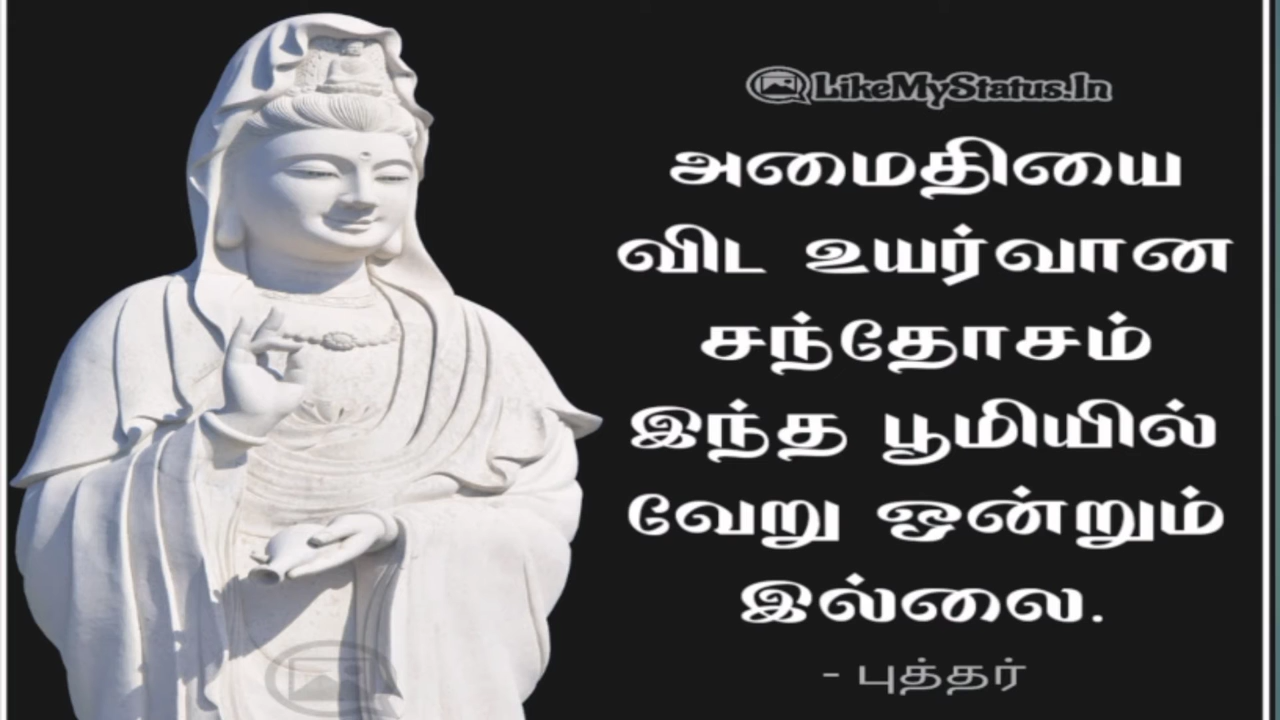 LikeMyStatus.In
அமைதியை
விட உயர்வான
சந்தோசம்
இந்த பூமியில்
வேறு ஒன்றும்
இல்லை.
- புத்தர்